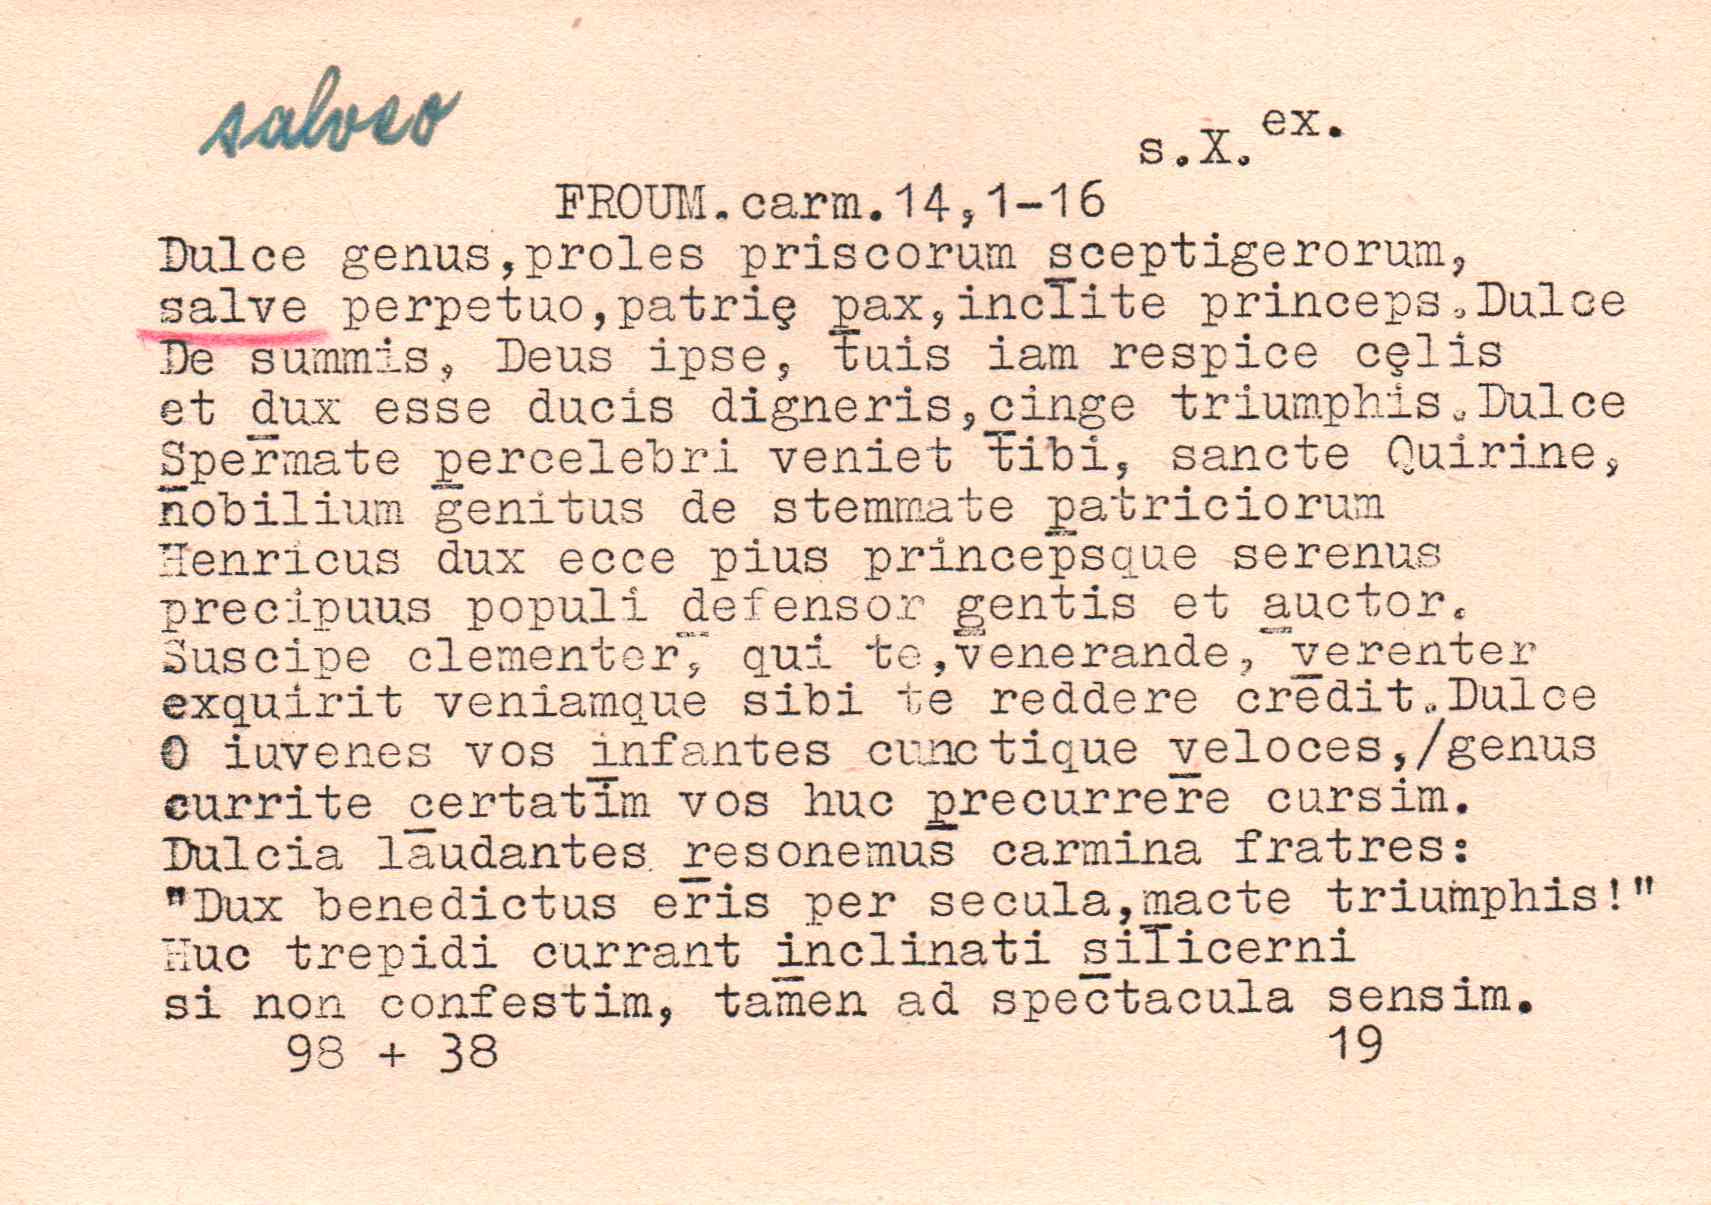 salveo
s.X.ex.
FROUM.carm.14,1-16
Dulce genus,proles priscorum sceptigerorum,
salve perpetuo,patrię pax,inclite princeps.Dulce
De summis, Deus ipse, tuis iam respice cęlis
et dux esse ducis digneris,cinge triumphis.Dulce
Spermate percelebri veniet tibi, sancte Quirine,
nobilium genitus de stemmate patriciorum
Henricus dux ecce pius princepsque serenus
precipuus populi defensor gentis et auctor.
Suscipe clementer, qui te,venerande, verenter
exquirit veniamque sibi te reddere credit.Dulce
O iuvenes vos infantes cunctique veloces,/genus
currite certatim vos huc precurrere cursim.
Dulcia laudantes resonemus carmina fratres:
"Dux benedictus eris per secula,macte triumphis!"
Huc trepidi currant inclinati silicerni
si non confestim, tamen ad spectacula sensim.
98 + 38 19